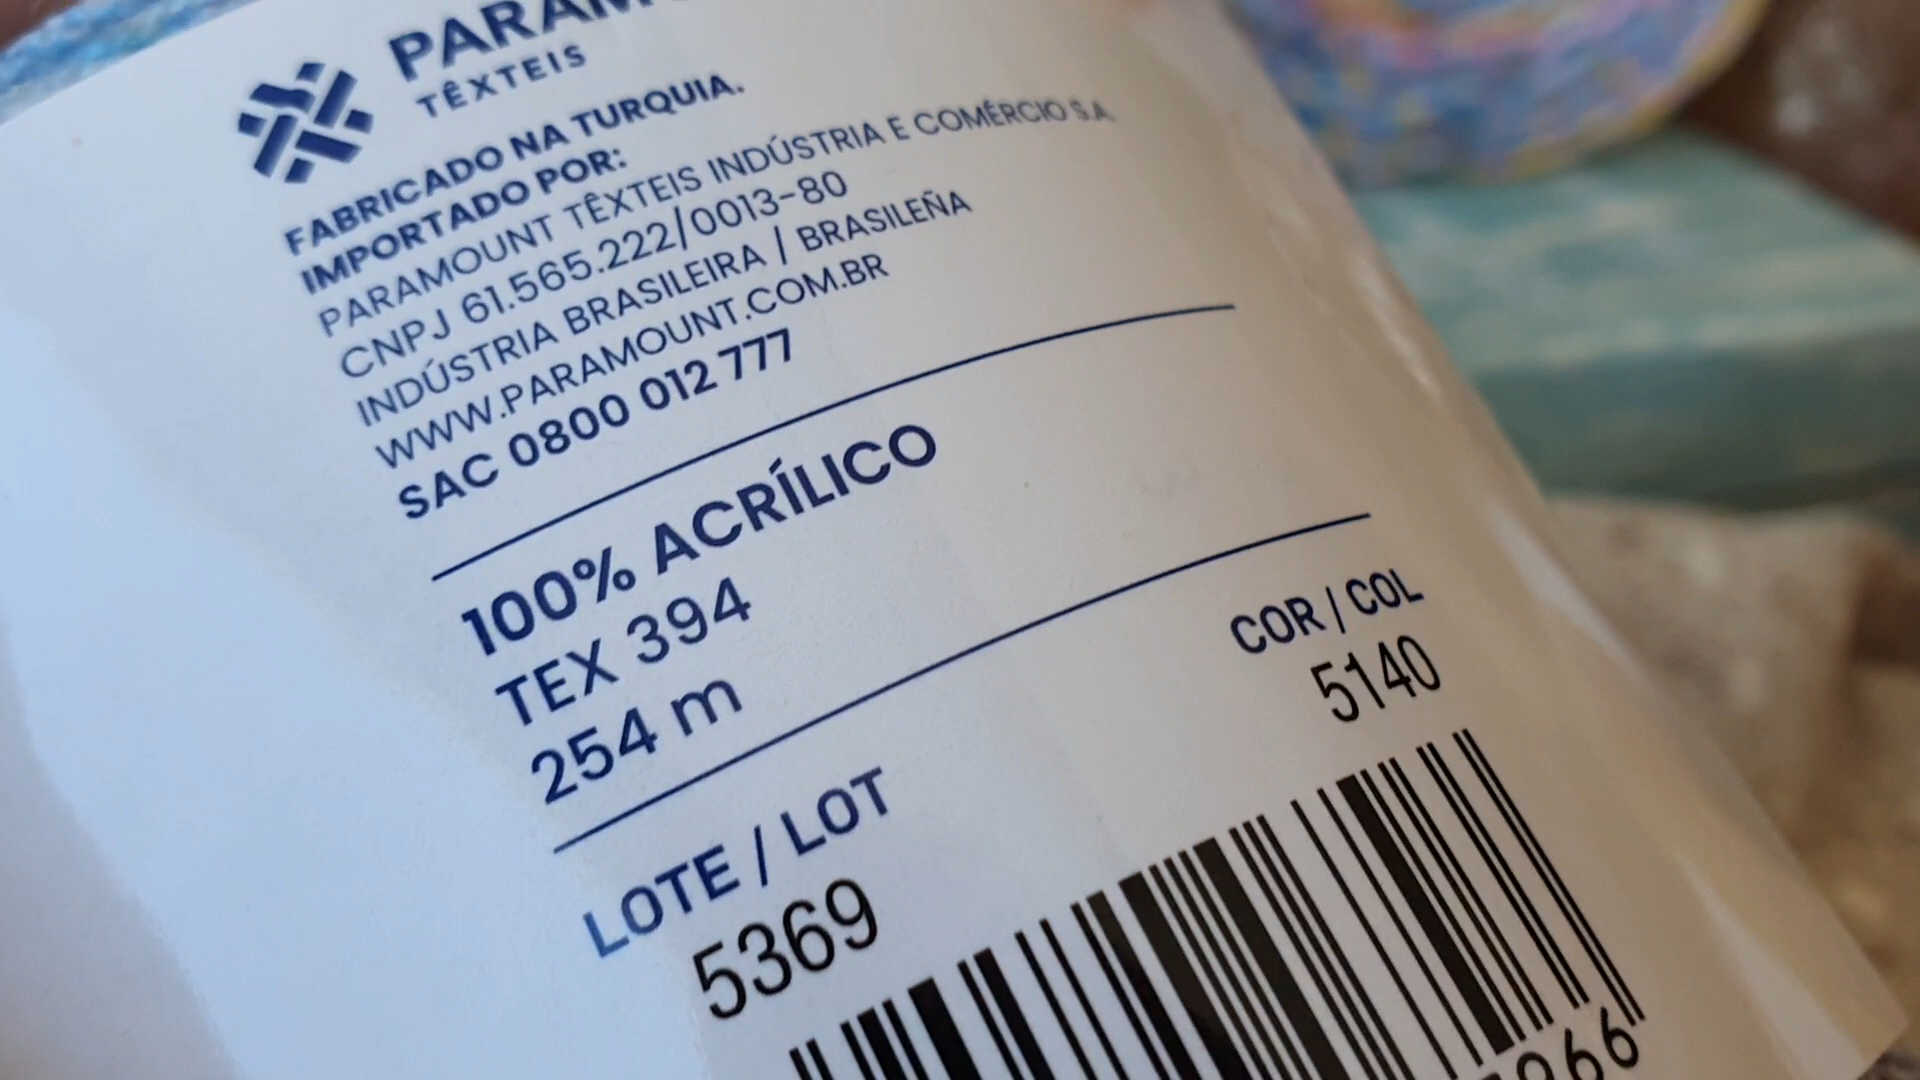 TÊXTEIS
FABRICADO NA TURQUIA.
IMPORTADO POR:
PARAMOUNT TÊXTEIS INDÚSTRIA E COMÉRCIO S.A.
CNPJ 61.565.222/0013-80
INDÚSTRIA BRASILEIRA / BRASILEÑA
WWW.PARAMOUNT.COM.BR
SAC 0800 012 777
100% ACRÍLICO
TEX 394
254 m
COR / COL
5140
LOTE / LOT
5369